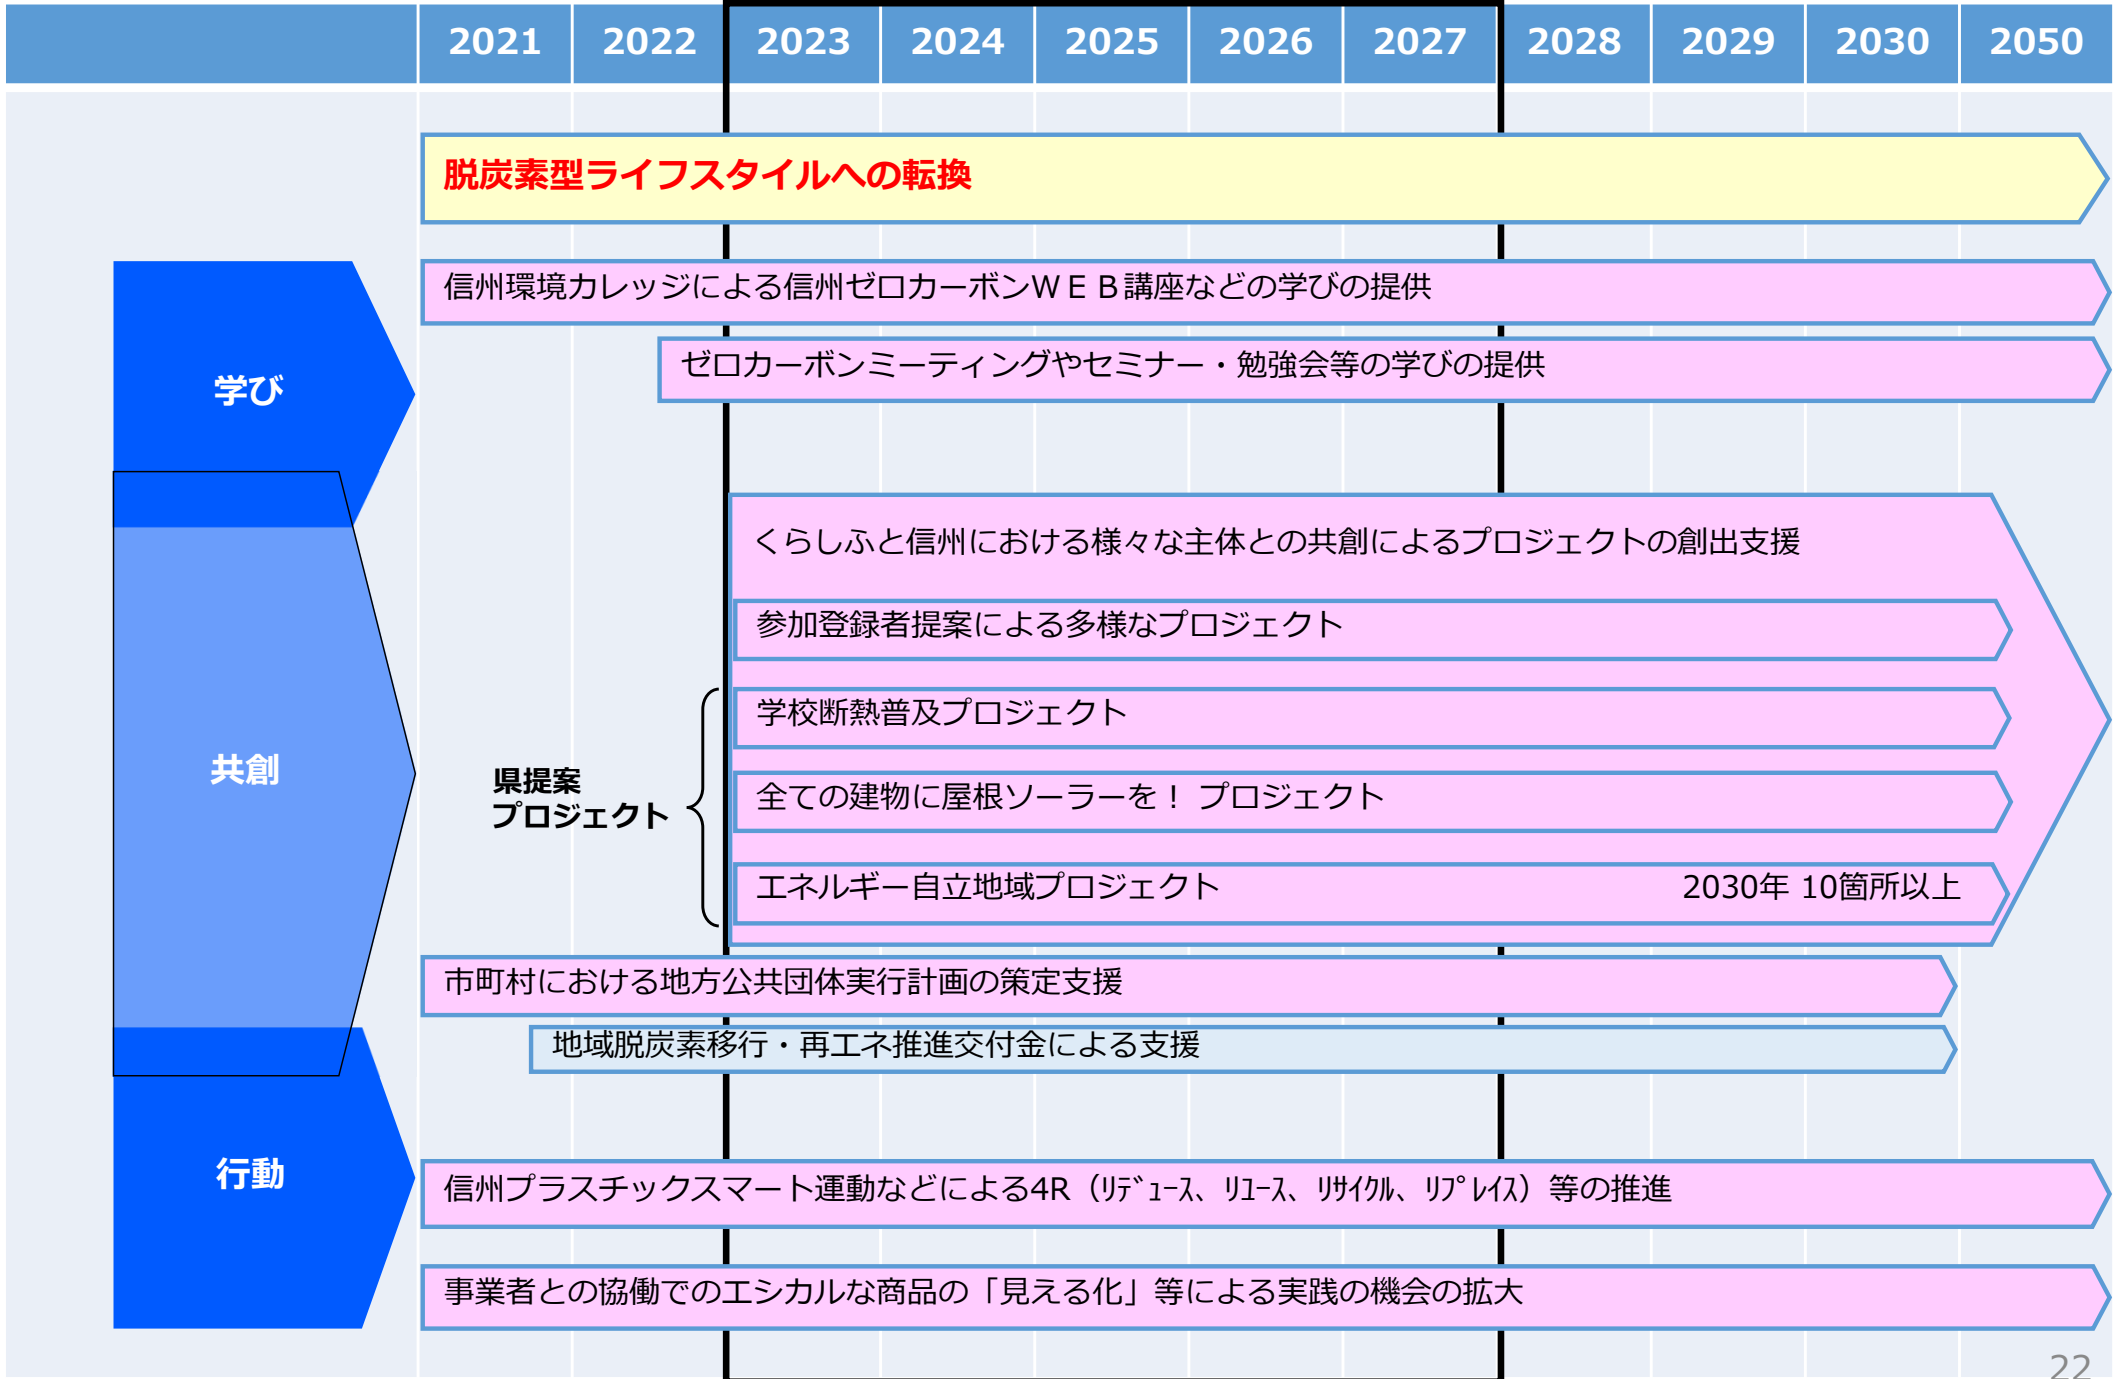 2021 2022 2023 2024 2025 2026 2027 2028 2029 2030 2050
脱炭素型ライフスタイルへの転換
学び
信州環境カレッジによる信州ゼロカーボンＷＥＢ講座などの学びの提供
ゼロカーボンミーティングやセミナー・勉強会等の学びの提供
共創
くらしふと信州における様々な主体との共創によるプロジェクトの創出支援
参加登録者提案による多様なプロジェクト
県提案
プロジェクト
学校断熱普及プロジェクト
全ての建物に屋根ソーラーを！ プロジェクト
エネルギー自立地域プロジェクト 2030年 10箇所以上
市町村における地方公共団体実行計画の策定支援
地域脱炭素移行・再エネ推進交付金による支援
行動
信州プラスチックスマート運動などによる4R（ﾘﾃﾞｭｰｽ、ﾘﾕｰｽ、ﾘｻｲｸﾙ、ﾘﾌﾟﾚｲｽ）等の推進
事業者との協働でのエシカルな商品の「見える化」等による実践の機会の拡大
22